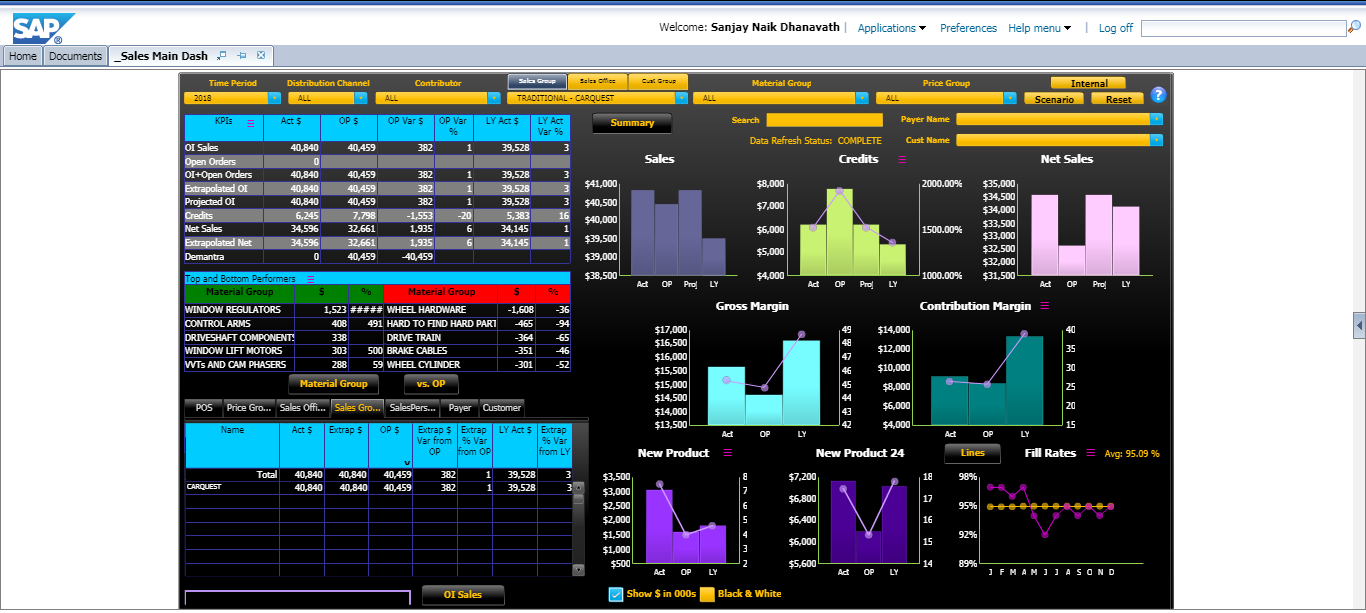 SAP ®
Welcome: Sanjay Naik Dhanavath | Applications Preferences Help menu | Log off
Home Documents _Sales Main Dash
Time Period Distribution Channel Contributor Sales Group Sales Office Cust Group Material Group Price Group Internal
2018 ALL ALL TRADITIONAL - CARQUEST ALL ALL Scenario Reset ?
KPIs Act $ OP $ OP Var $ OP Var % LY Act $ LY Act Var %
OI Sales 40,840 40,459 382 1 39,528 3
Open Orders 0
OI+Open Orders 40,840 40,459 382 1 39,528 3
Extrapolated OI 40,840 40,459 382 1 39,528 3
Projected OI 40,840 40,459 382 1 39,528 3
Credits 6,245 7,798 -1,553 -20 5,383 16
Net Sales 34,596 32,661 1,935 6 34,145 1
Extrapolated Net 34,596 32,661 1,935 6 34,145 1
Demantra 0 40,459 -40,459
Summary Search Payer Name
Data Refresh Status: COMPLETE Cust Name
Top and Bottom Performers
Material Group $ % Material Group $ %
WINDOW REGULATORS 1,523 ##### WHEEL HARDWARE -1,608 -36
CONTROL ARMS 408 491 HARD TO FIND HARD PART -465 -94
DRIVESHAFT COMPONENTS 338 DRIVE TRAIN -364 -65
WINDOW LIFT MOTORS 303 500 BRAKE CABLES -351 -46
VVTs AND CAM PHASERS 288 59 WHEEL CYLINDER -301 -52
Material Group vs. OP
POS Price Gro... Sales Offi... Sales Gro... SalesPers... Payer Customer
Name Act $ Extrap $ OP $ Extrap $ Var from OP Extrap % Var from OP LY Act $ Extrap % Var from LY
Total 40,840 40,840 40,459 382 1 39,528 3
CARQUEST 40,840 40,840 40,459 382 1 39,528 3
OI Sales
Sales
$41,000
$40,500
$40,000
$39,500
$39,000
$38,500
Act OP Proj LY
Credits
$8,000 2000.00%
$7,000
$6,000 1500.00%
$5,000
$4,000 1000.00%
Act OP Proj LY
Net Sales
$35,000
$34,500
$34,000
$33,500
$33,000
$32,500
$32,000
$31,500
Act OP Proj LY
Gross Margin
$17,000 49
$16,500 48
$16,000 47
$15,500 46
$15,000 45
$14,500 44
$14,000 43
$13,500 42
Act OP LY
Contribution Margin
$14,000 40
$12,000 35
$10,000 30
$8,000 25
$6,000 20
$4,000 15
Act OP LY
New Product
$3,500 8
$3,000 7
$2,500 6
$2,000 5
$1,500 4
$1,000 3
$500 2
Act OP LY
New Product 24
$7,200 18
$6,800 17
$6,400 16
$6,000 15
$5,600 14
Act OP LY
Lines Fill Rates Avg: 95.09 %
98%
95%
92%
89%
J F M A M J J A S O N D
Show $ in 000s Black & White